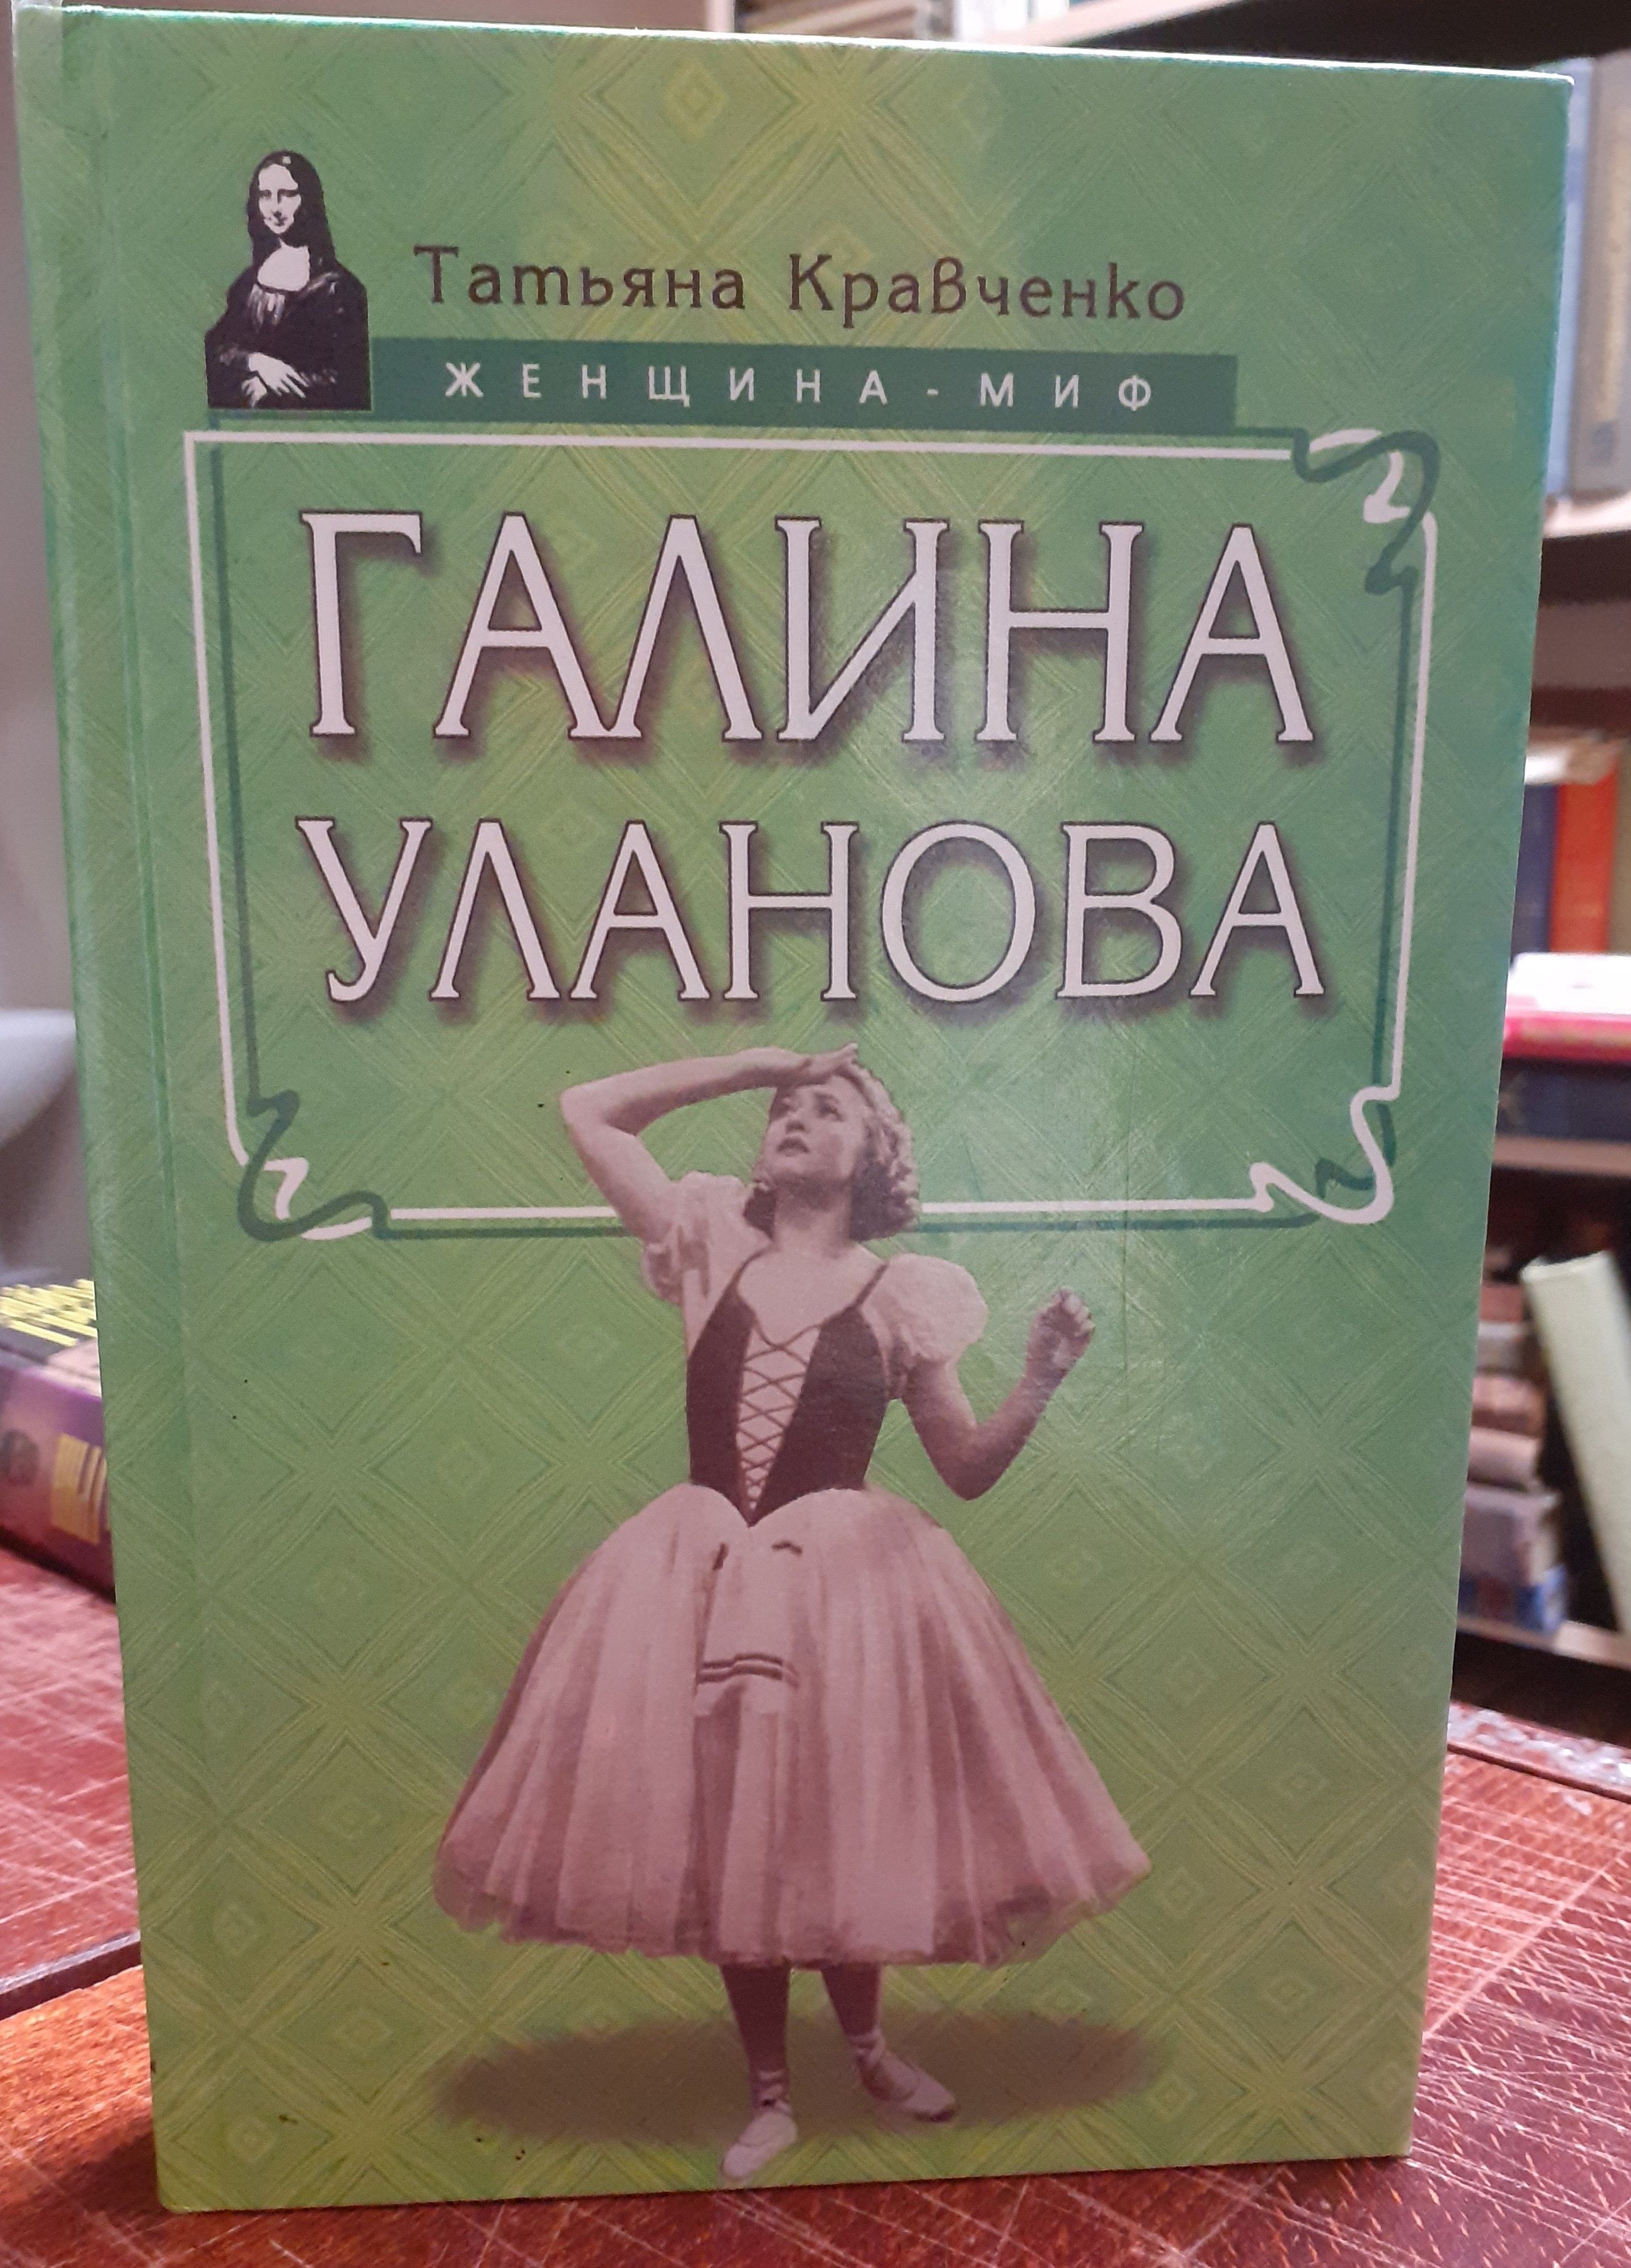 Татьяна Кравченко
ЖЕНЩИНА-МИФ
ГАЛИНА
УЛАНОВА